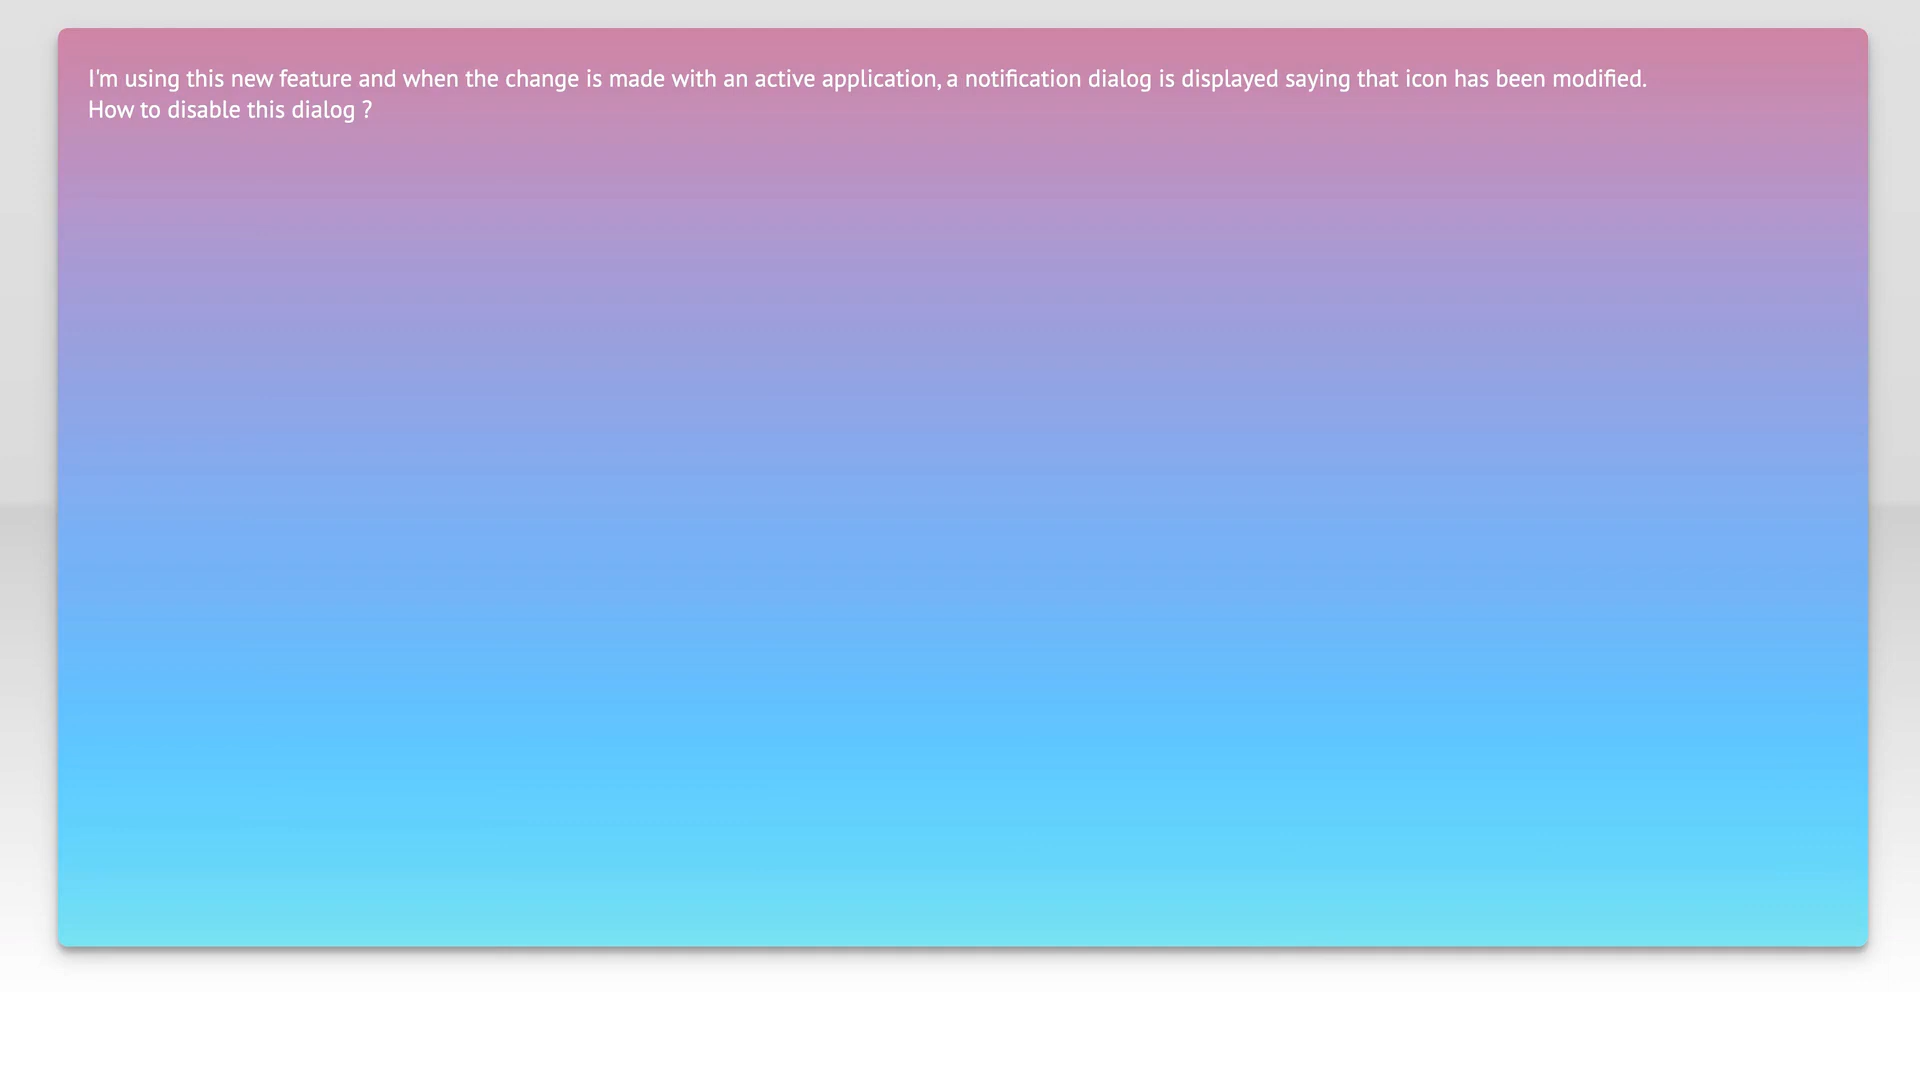 I'm using this new feature and when the change is made with an active application, a notification dialog is displayed saying that icon has been modified.
How to disable this dialog ?